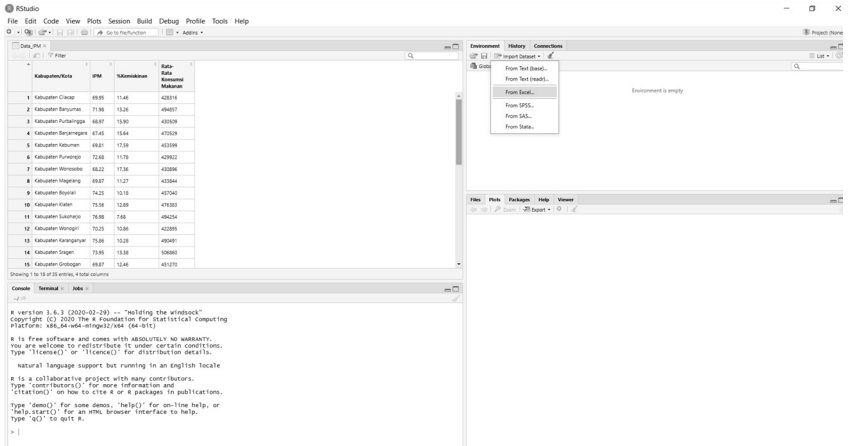 RStudio
File Edit Code View Plots Session Build Debug Profile Tools Help
Go to file/function
Addins
Project: (None
Data_IPM
Filter
Kabupaten/Kota IPM %Kemiskinan Rata-Rata Konsumsi Makanan
1 Kabupaten Cilacap 69.95 11.46 428316
2 Kabupaten Banyumas 71.98 13.26 494857
3 Kabupaten Purbalingga 68.97 15.90 430509
4 Kabupaten Banjarnegara 67.45 15.64 470529
5 Kabupaten Kebumen 69.81 17.59 453599
6 Kabupaten Purworejo 72.68 11.78 429922
7 Kabupaten Wonosobo 68.22 17.36 430896
8 Kabupaten Magelang 69.87 11.27 433844
9 Kabupaten Boyolali 74.25 10.18 457040
10 Kabupaten Klaten 75.56 12.89 476383
11 Kabupaten Sukoharjo 76.98 7.68 494254
12 Kabupaten Wonogiri 70.25 10.86 422895
13 Kabupaten Karanganyar 75.86 10.28 490491
14 Kabupaten Sragen 73.95 13.38 506860
15 Kabupaten Grobogan 69.87 12.46 451270
Showing 1 to 18 of 35 entries, 4 total columns
Console Terminal Jobs
~/
R version 3.6.3 (2020-02-29) -- "Holding the Windsock"
Copyright (C) 2020 The R Foundation for Statistical Computing
Platform: x86_64-w64-mingw32/x64 (64-bit)
R is free software and comes with ABSOLUTELY NO WARRANTY.
You are welcome to redistribute it under certain conditions.
Type 'license()' or 'licence()' for distribution details.
Natural language support but running in an English locale
R is a collaborative project with many contributors.
Type 'contributors()' for more information and
'citation()' on how to cite R or R packages in publications.
Type 'demo()' for some demos, 'help()' for on-line help, or
'help.start()' for an HTML browser interface to help.
Type 'q()' to quit R.
>
Environment History Connections
Import Dataset
List
Globa
From Text (base)...
From Text (readr)...
From Excel...
From SPSS...
From SAS...
From Stata...
Environment is empty
Files Plots Packages Help Viewer
Zoom Export